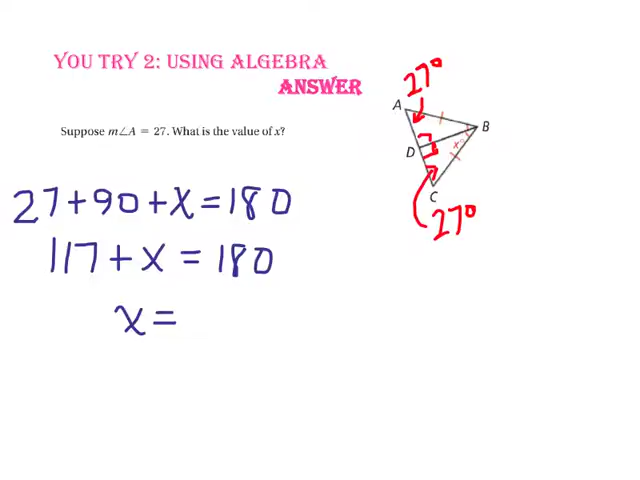 YOU TRY 2: USING ALGEBRA
ANSWER
27°
A
B
Suppose m∠A = 27. What is the value of x?
x°
D
C
27°
27+90+x=180
117+x=180
x=